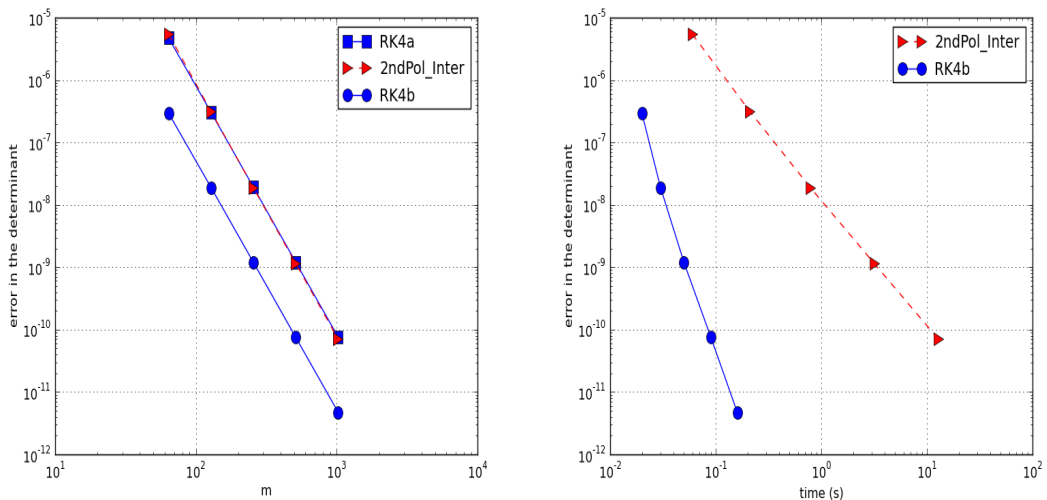 10^-5
10^-6
10^-7
10^-8
10^-9
10^-10
10^-11
10^-12
error in the determinant
RK4a
2ndPol_Inter
RK4b
10^1
10^2
10^3
10^4
m
10^-5
10^-6
10^-7
10^-8
10^-9
10^-10
10^-11
10^-12
error in the determinant
2ndPol_Inter
RK4b
10^-2
10^-1
10^0
10^1
10^2
time (s)